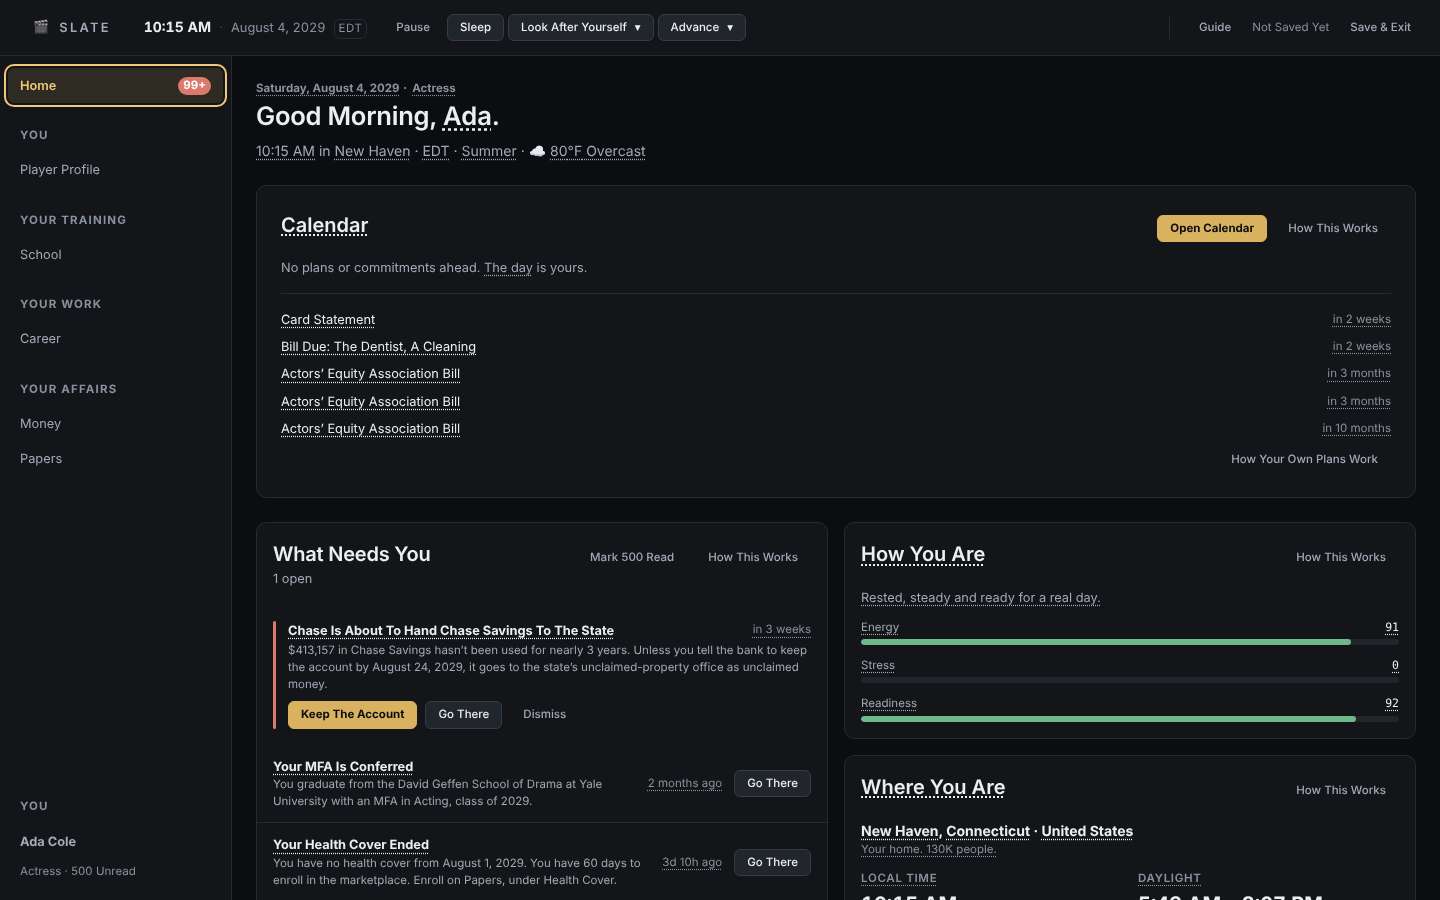 SLATE
10:15 AM · August 4, 2029 EDT
Pause
Sleep
Look After Yourself ▾
Advance ▾
Guide
Not Saved Yet
Save & Exit
Home 99+
YOU
Player Profile
YOUR TRAINING
School
YOUR WORK
Career
YOUR AFFAIRS
Money
Papers
YOU
Ada Cole
Actress · 500 Unread
Saturday, August 4, 2029 · Actress
Good Morning, Ada.
10:15 AM in New Haven · EDT · Summer · 80°F Overcast
Calendar
Open Calendar
How This Works
No plans or commitments ahead. The day is yours.
Card Statement in 2 weeks
Bill Due: The Dentist, A Cleaning in 2 weeks
Actors’ Equity Association Bill in 3 months
Actors’ Equity Association Bill in 3 months
Actors’ Equity Association Bill in 10 months
How Your Own Plans Work
What Needs You
Mark 500 Read
How This Works
1 open
Chase Is About To Hand Chase Savings To The State in 3 weeks
$413,157 in Chase Savings hasn’t been used for nearly 3 years. Unless you tell the bank to keep
the account by August 24, 2029, it goes to the state’s unclaimed-property office as unclaimed
money.
Keep The Account
Go There
Dismiss
Your MFA Is Conferred
You graduate from the David Geffen School of Drama at Yale
University with an MFA in Acting, class of 2029.
2 months ago
Go There
Your Health Cover Ended
You have no health cover from August 1, 2029. You have 60 days to
enroll in the marketplace. Enroll on Papers, under Health Cover.
3d 10h ago
Go There
How You Are
How This Works
Rested, steady and ready for a real day.
Energy 91
Stress 0
Readiness 92
Where You Are
How This Works
New Haven, Connecticut · United States
Your home. 130K people.
LOCAL TIME
DAYLIGHT